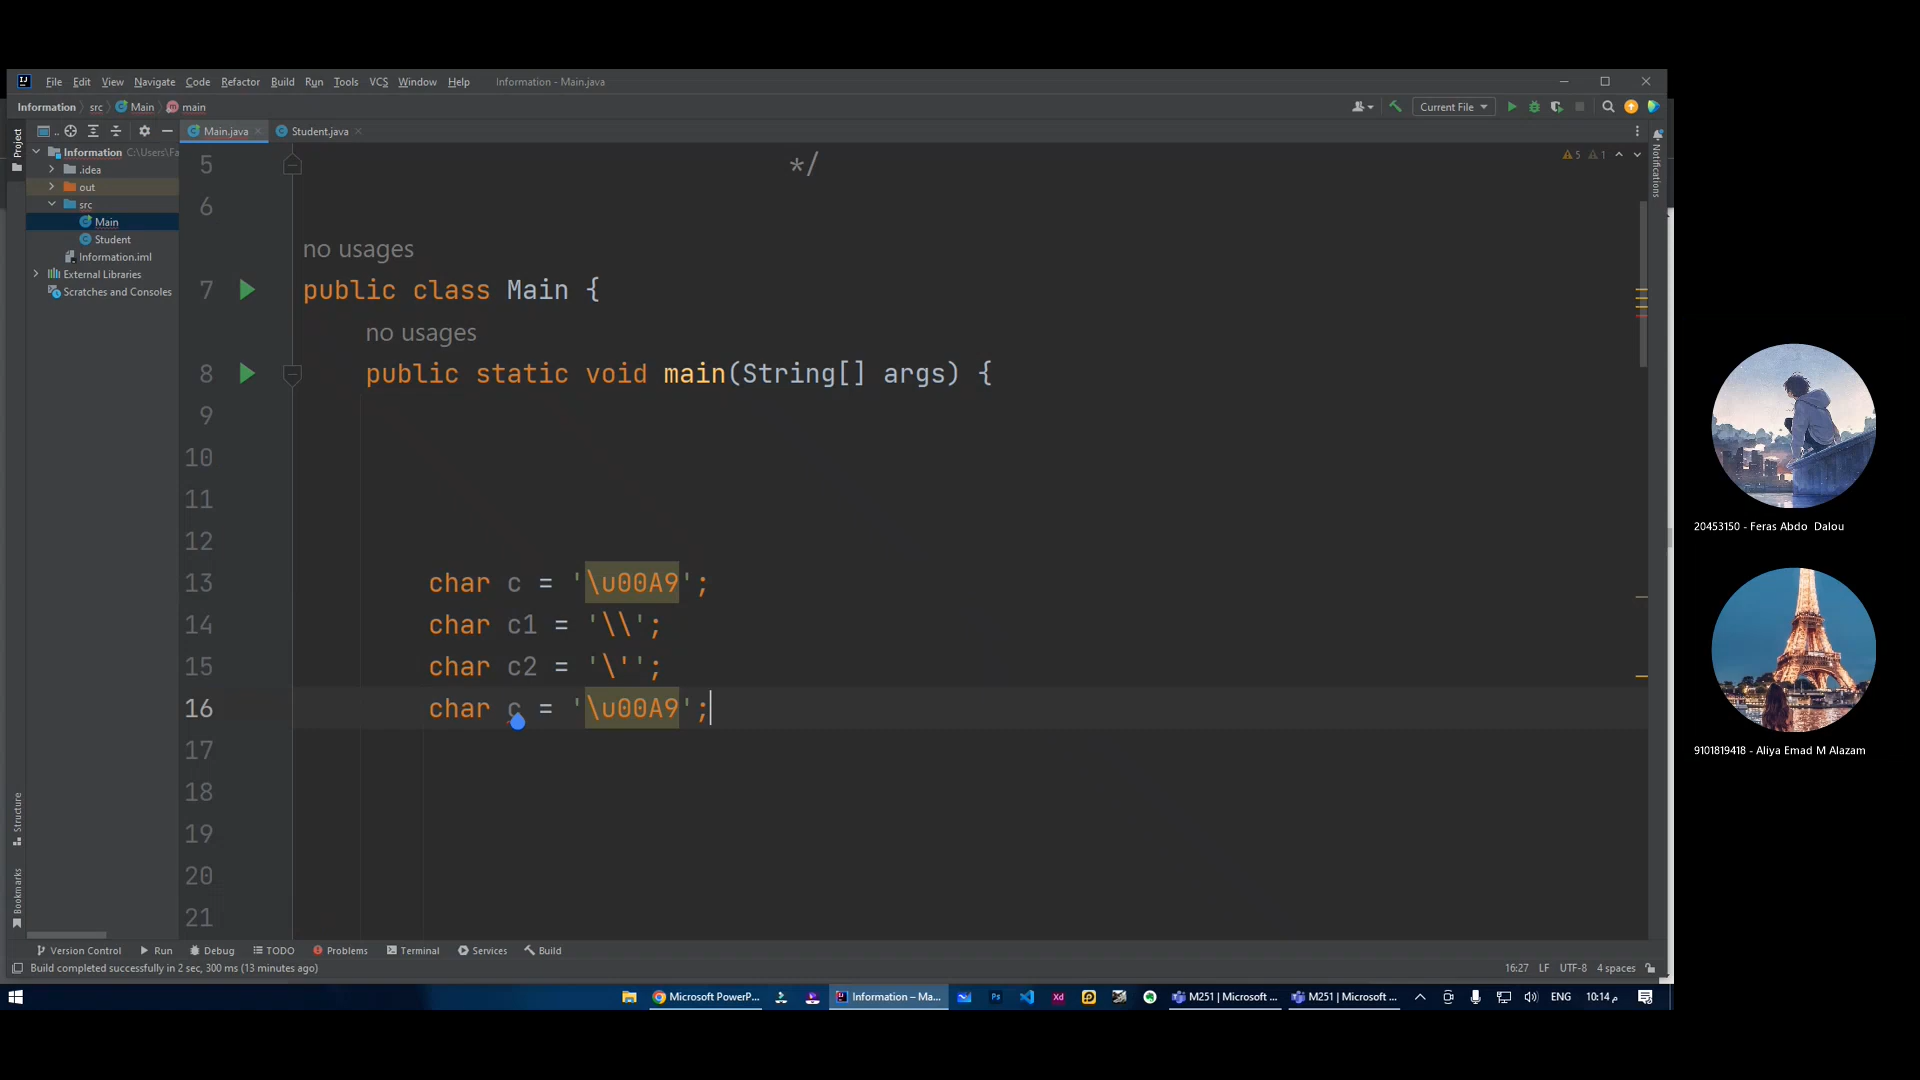 File Edit View Navigate Code Refactor Build Run Tools VCS Window Help Information - Main.java
Information src Main main
Current File
Project
Main.java Student.java
Information C:\Users\Fa
.idea
out
src
Main
Student
Information.iml
External Libraries
Scratches and Consoles
5 */
5 1
Notifications
6
no usages
7 public class Main {
no usages
8 public static void main(String[] args) {
9
10
11
12
13 char c = '\u00A9';
14 char c1 = '\\';
15 char c2 = '\'';
16 char c = '\u00A9';
17
18
19
20
21
Structure
Bookmarks
20453150 - Feras Abdo Dalou
9101819418 - Aliya Emad M Alazam
Version Control Run Debug TODO Problems Terminal Services Build
Build completed successfully in 2 sec, 300 ms (13 minutes ago)
16:27 LF UTF-8 4 spaces
Microsoft PowerP... Information – Ma... Ps Xd M251 | Microsoft ... M251 | Microsoft ... ENG 10:14 م